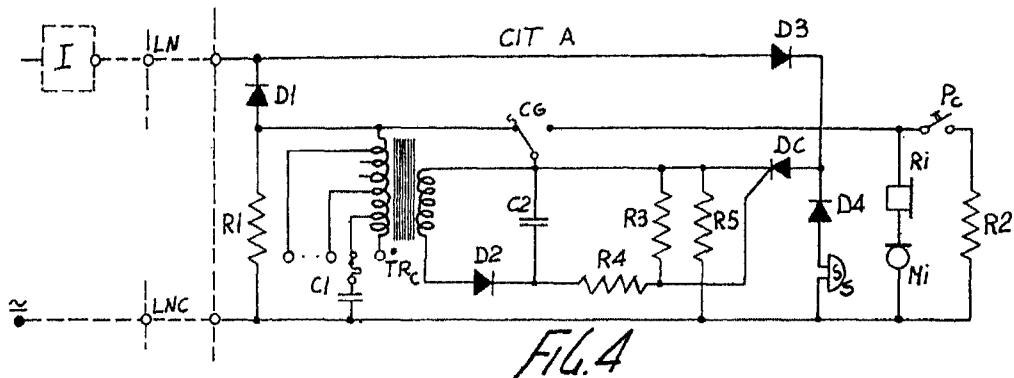 I
LN
CIT A
D3
D1
CG
Pc
DC
Ri
R1
C2
R3
R5
D4
R2
TRc
D2
R4
S
Mi
C1
≃
LNC
FIG. 4